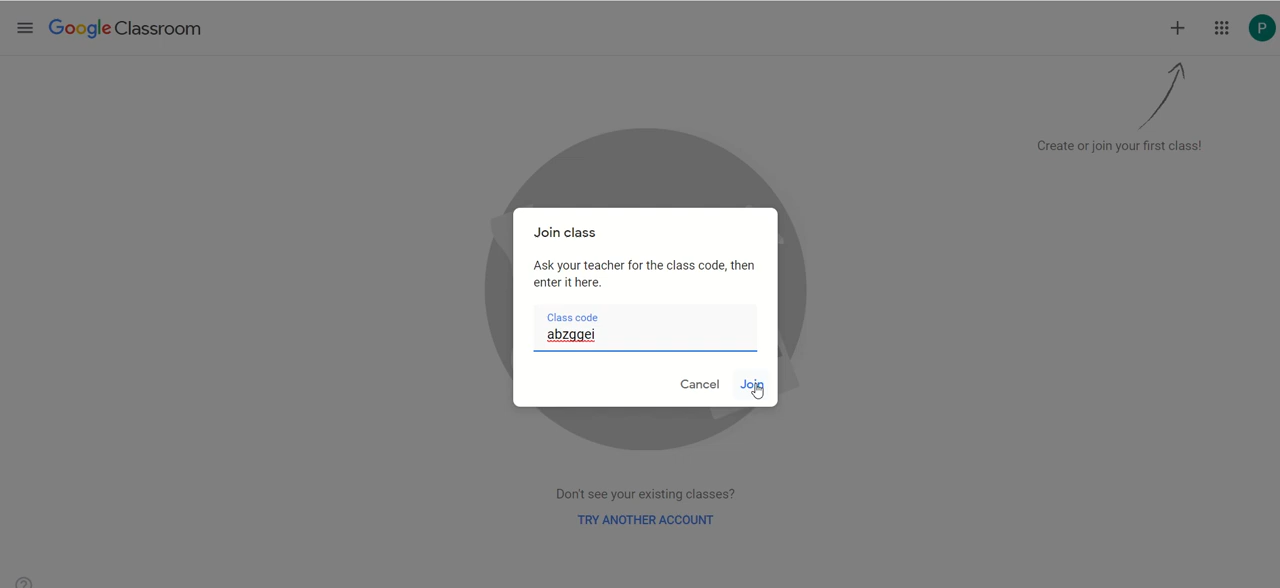 Google Classroom
P
Create or join your first class!
Join class
Ask your teacher for the class code, then
enter it here.
Class code
abzggei
Cancel Join
Don't see your existing classes?
TRY ANOTHER ACCOUNT
?